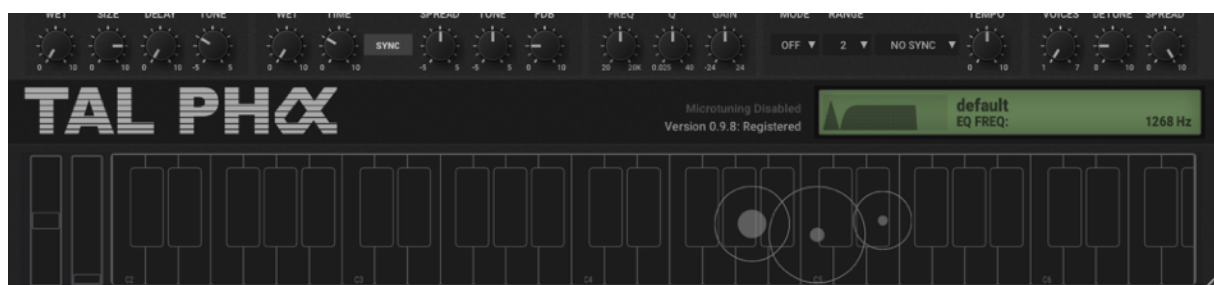 WET SIZE DELAY TONE WET TIME SPREAD TONE FDB FREQ Q GAIN MODE RANGE TEMPO VOICES DETUNE SPREAD
SYNC OFF ▼ 2 ▼ NO SYNC ▼
0 10 0 10 0 10 -5 5 0 10 0 10 -5 5 -5 5 0 10 20 20K 0.025 40 -24 24 0 10 1 7 0 10 0 10
TAL PHα
Microtuning Disabled
Version 0.9.8: Registered
default
EQ FREQ: 1268 Hz
C2 C3 C4 C5 C6